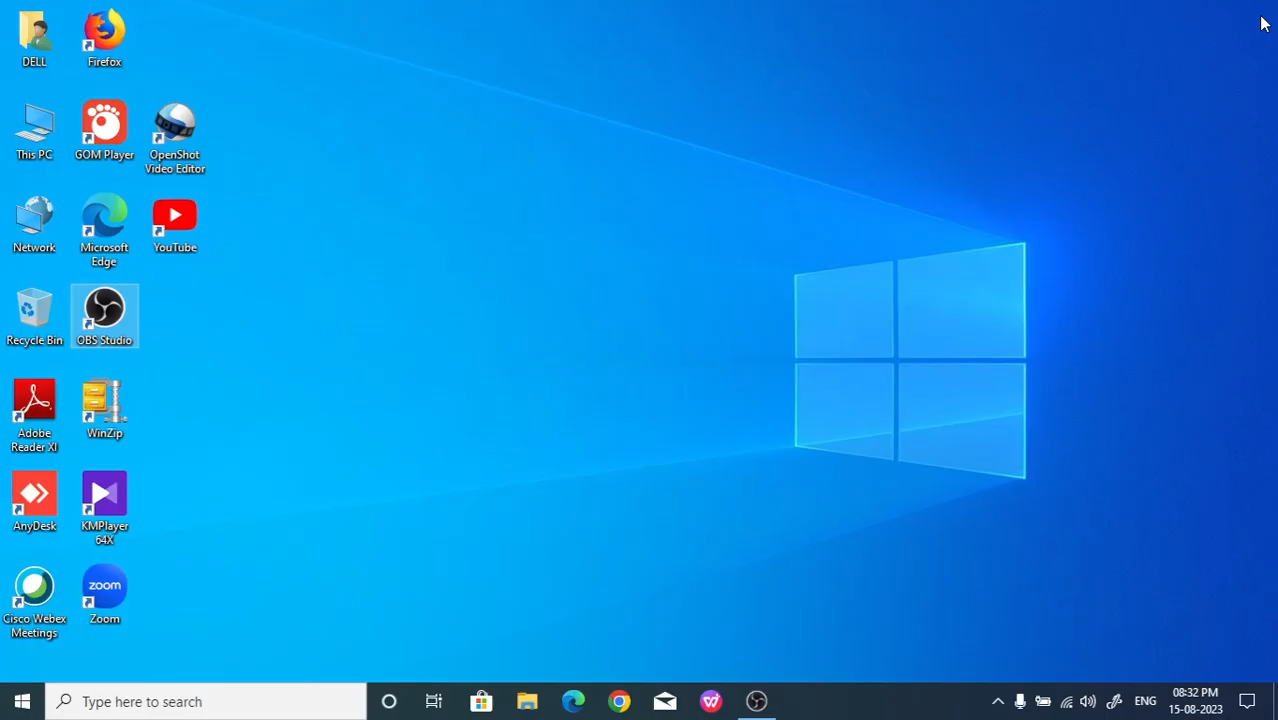 DELL
Firefox
This PC
GOM Player
OpenShot
Video Editor
Network
Microsoft
Edge
YouTube
Recycle Bin
OBS Studio
Adobe
Reader XI
WinZip
AnyDesk
KMPlayer
64X
zoom
Cisco Webex
Meetings
Zoom
Type here to search
ENG
08:32 PM
15-08-2023